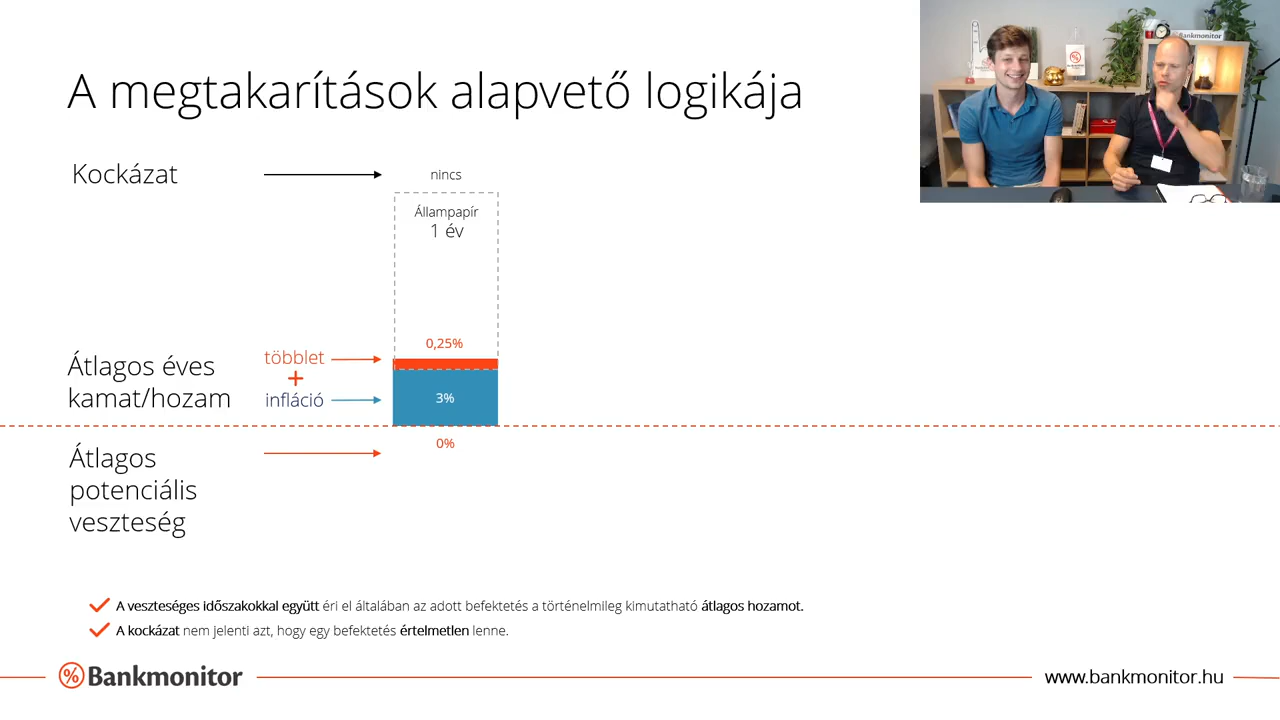 A megtakarítások alapvető logikája
Kockázat
nincs
Állampapír
1 év
0,25%
többlet
+
infláció
Átlagos éves
kamat/hozam
3%
0%
Átlagos
potenciális
veszteség
A veszteséges időszakokkal együtt éri el általában az adott befektetés a történelmileg kimutatható átlagos hozamot.
A kockázat nem jelenti azt, hogy egy befektetés értelmetlen lenne.
% Bankmonitor
www.bankmonitor.hu
Bankmonitor